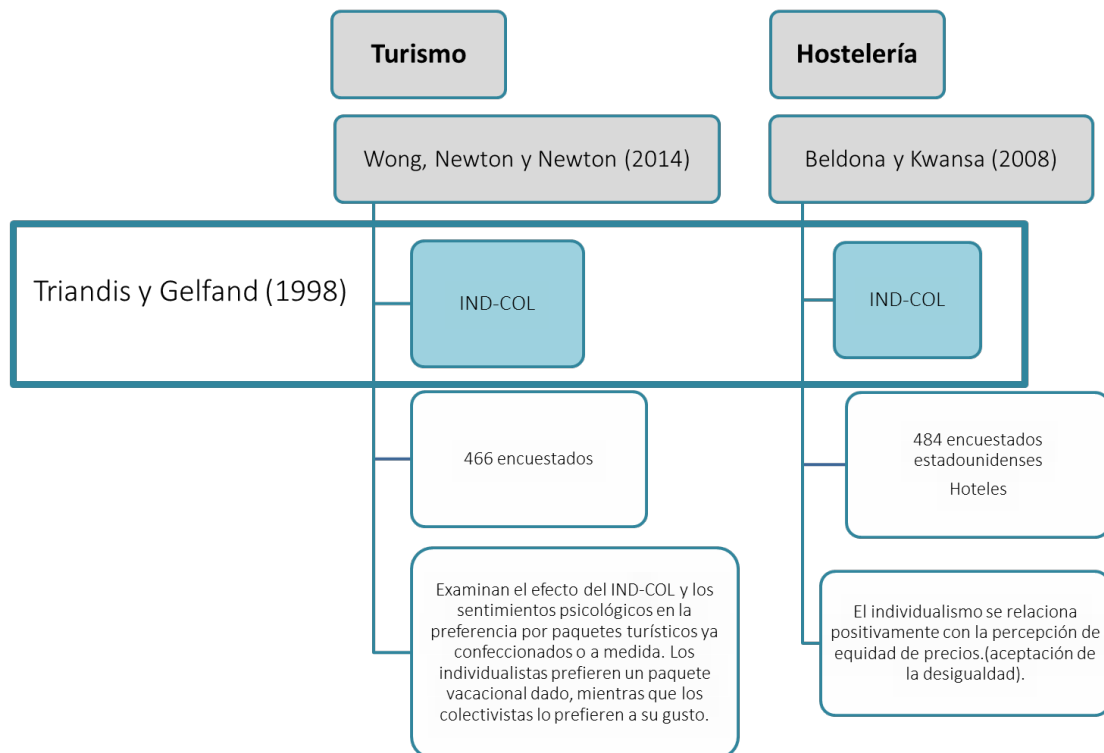 Turismo
Wong, Newton y Newton (2014)
Triandis y Gelfand (1998)
IND-COL
466 encuestados
Examinan el efecto del IND-COL y los
sentimientos psicológicos en la
preferencia por paquetes turísticos ya
confeccionados o a medida. Los
individualistas prefieren un paquete
vacacional dado, mientras que los
colectivistas lo prefieren a su gusto.
Hostelería
Beldona y Kwansa (2008)
IND-COL
484 encuestados
estadounidenses
Hoteles
El individualismo se relaciona
positivamente con la percepción de
equidad de precios.(aceptación de
la desigualdad).